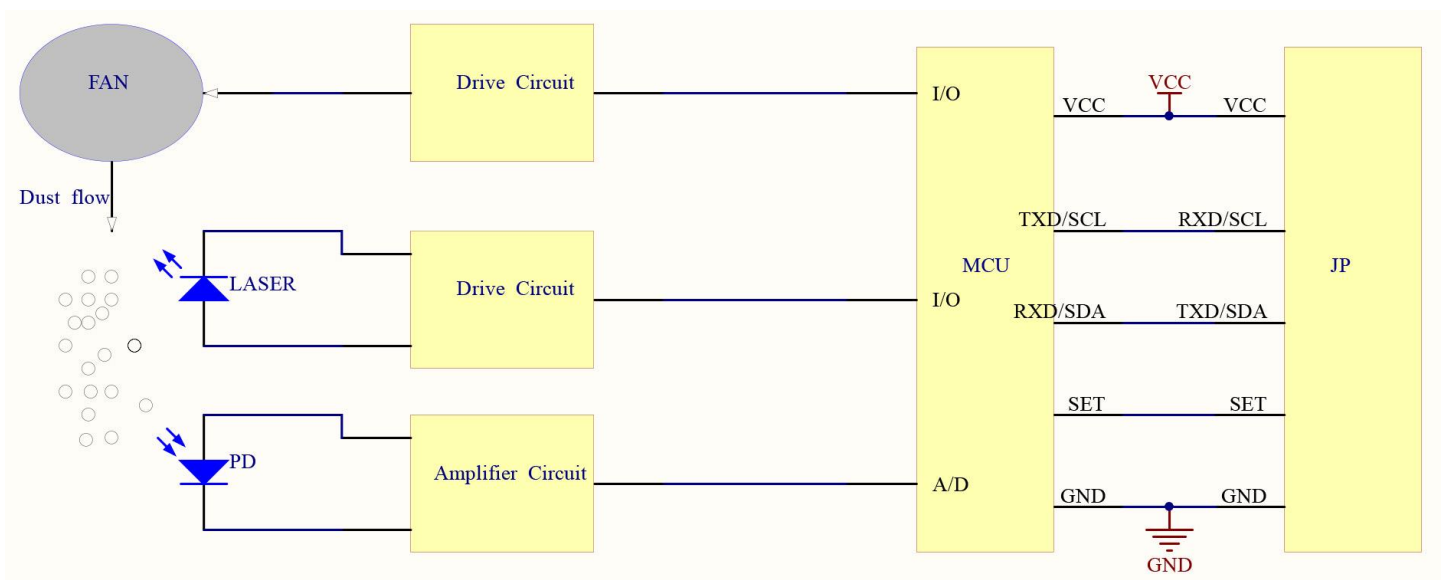 FAN
Drive Circuit
I/O
VCC
VCC
VCC
Dust flow
TXD/SCL
RXD/SCL
LASER
Drive Circuit
I/O
MCU
JP
RXD/SDA
TXD/SDA
SET
SET
PD
Amplifier Circuit
A/D
GND
GND
GND